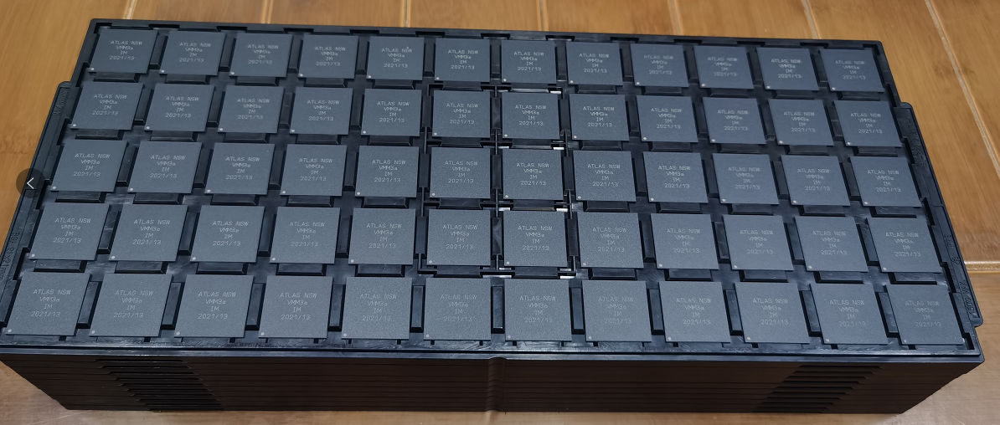 ATLAS NSW ATLAS NSW ATLAS NSW ATLAS NSW ATLAS NSW ATLAS NSW ATLAS NSW ATLAS NSW ATLAS NSW ATLAS NSW ATLAS NSW ATLAS NSW
VMM3a VMM3a VMM3a VMM3a VMM3a VMM3a VMM3a VMM3a VMM3a VMM3a VMM3a VMM3a
IM IM IM IM IM IM IM IM IM IM IM IM
2021/13 2021/13 2021/13 2021/13 2021/13 2021/13 2021/13 2021/13 2021/13 2021/13 2021/13 2021/13
ATLAS NSW ATLAS NSW ATLAS NSW ATLAS NSW ATLAS NSW ATLAS NSW ATLAS NSW ATLAS NSW ATLAS NSW ATLAS NSW ATLAS NSW ATLAS NSW
VMM3a VMM3a VMM3a VMM3a VMM3a VMM3a VMM3a VMM3a VMM3a VMM3a VMM3a VMM3a
IM IM IM IM IM IM IM IM IM IM IM IM
2021/13 2021/13 2021/13 2021/13 2021/13 2021/13 2021/13 2021/13 2021/13 2021/13 2021/13 2021/13
ATLAS NSW ATLAS NSW ATLAS NSW ATLAS NSW ATLAS NSW ATLAS NSW ATLAS NSW ATLAS NSW ATLAS NSW ATLAS NSW ATLAS NSW ATLAS NSW
VMM3a VMM3a VMM3a VMM3a VMM3a VMM3a VMM3a VMM3a VMM3a VMM3a VMM3a VMM3a
IM IM IM IM IM IM IM IM IM IM IM IM
2021/13 2021/13 2021/13 2021/13 2021/13 2021/13 2021/13 2021/13 2021/13 2021/13 2021/13 2021/13
ATLAS NSW ATLAS NSW ATLAS NSW ATLAS NSW ATLAS NSW ATLAS NSW ATLAS NSW ATLAS NSW ATLAS NSW ATLAS NSW ATLAS NSW ATLAS NSW
VMM3a VMM3a VMM3a VMM3a VMM3a VMM3a VMM3a VMM3a VMM3a VMM3a VMM3a VMM3a
IM IM IM IM IM IM IM IM IM IM IM IM
2021/13 2021/13 2021/13 2021/13 2021/13 2021/13 2021/13 2021/13 2021/13 2021/13 2021/13 2021/13
ATLAS NSW ATLAS NSW ATLAS NSW ATLAS NSW ATLAS NSW ATLAS NSW ATLAS NSW ATLAS NSW ATLAS NSW ATLAS NSW ATLAS NSW ATLAS NSW
VMM3a VMM3a VMM3a VMM3a VMM3a VMM3a VMM3a VMM3a VMM3a VMM3a VMM3a VMM3a
IM IM IM IM IM IM IM IM IM IM IM IM
2021/13 2021/13 2021/13 2021/13 2021/13 2021/13 2021/13 2021/13 2021/13 2021/13 2021/13 2021/13